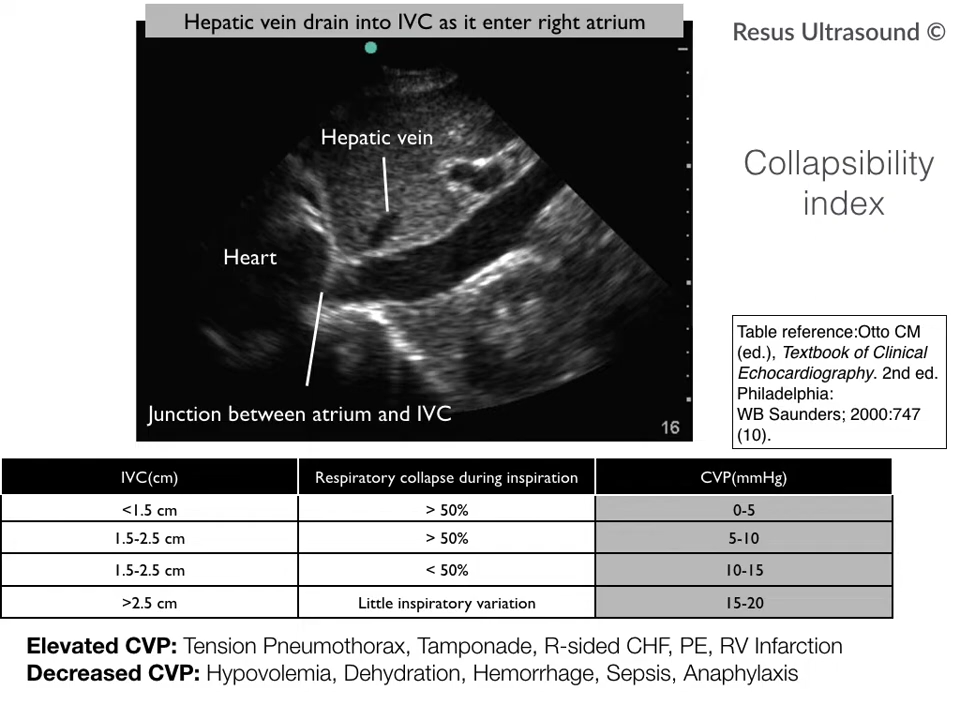 Hepatic vein drain into IVC as it enter right atrium
Resus Ultrasound ©
Hepatic vein
Collapsibility
index
Heart
Table reference:Otto CM
(ed.), Textbook of Clinical
Echocardiography. 2nd ed.
Philadelphia:
WB Saunders; 2000:747
(10).
Junction between atrium and IVC
16
IVC(cm) Respiratory collapse during inspiration CVP(mmHg)
<1.5 cm > 50% 0-5
1.5-2.5 cm > 50% 5-10
1.5-2.5 cm < 50% 10-15
>2.5 cm Little inspiratory variation 15-20
Elevated CVP: Tension Pneumothorax, Tamponade, R-sided CHF, PE, RV Infarction
Decreased CVP: Hypovolemia, Dehydration, Hemorrhage, Sepsis, Anaphylaxis